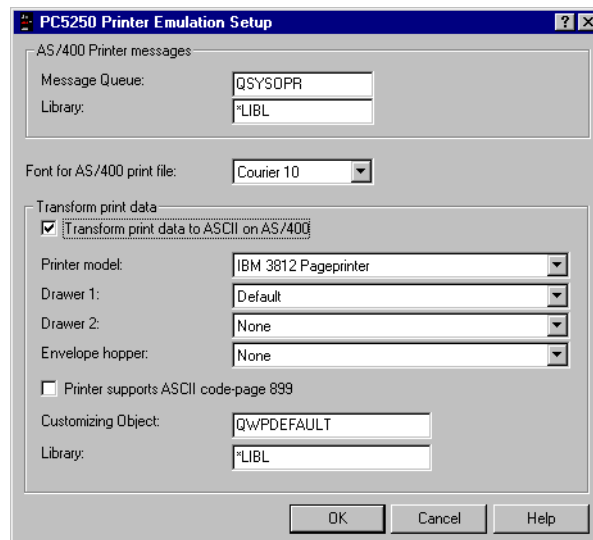 PC5250 Printer Emulation Setup
AS/400 Printer messages
Message Queue: QSYSOPR
Library: *LIBL
Font for AS/400 print file: Courier 10
Transform print data
Transform print data to ASCII on AS/400
Printer model: IBM 3812 Pageprinter
Drawer 1: Default
Drawer 2: None
Envelope hopper: None
Printer supports ASCII code-page 899
Customizing Object: QWPDEFAULT
Library: *LIBL
OK Cancel Help